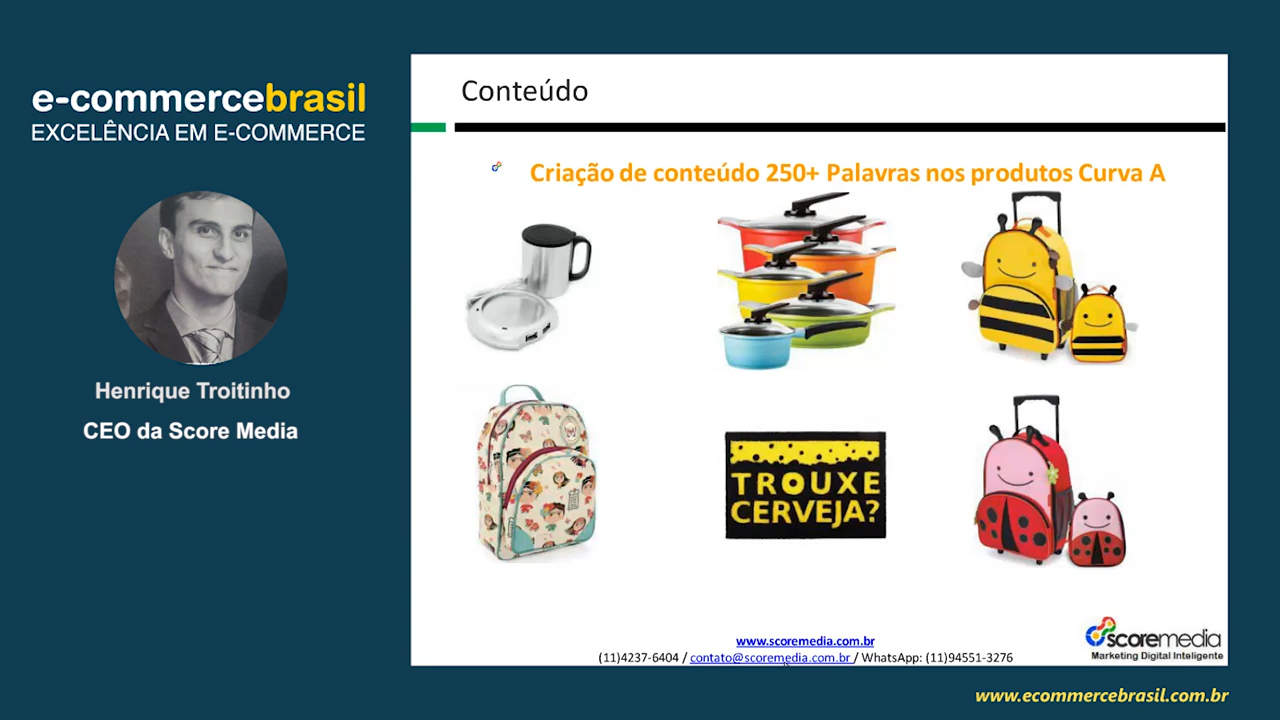 e-commercebrasil
EXCELÊNCIA EM E-COMMERCE
Henrique Troitinho
CEO da Score Media
Conteúdo
Criação de conteúdo 250+ Palavras nos produtos Curva A
TROUXE
CERVEJA?
www.scoremedia.com.br
(11)4237-6404 / contato@scoremedia.com.br / WhatsApp: (11)94551-3276
scoremedia
Marketing Digital Inteligente
www.ecommercebrasil.com.br